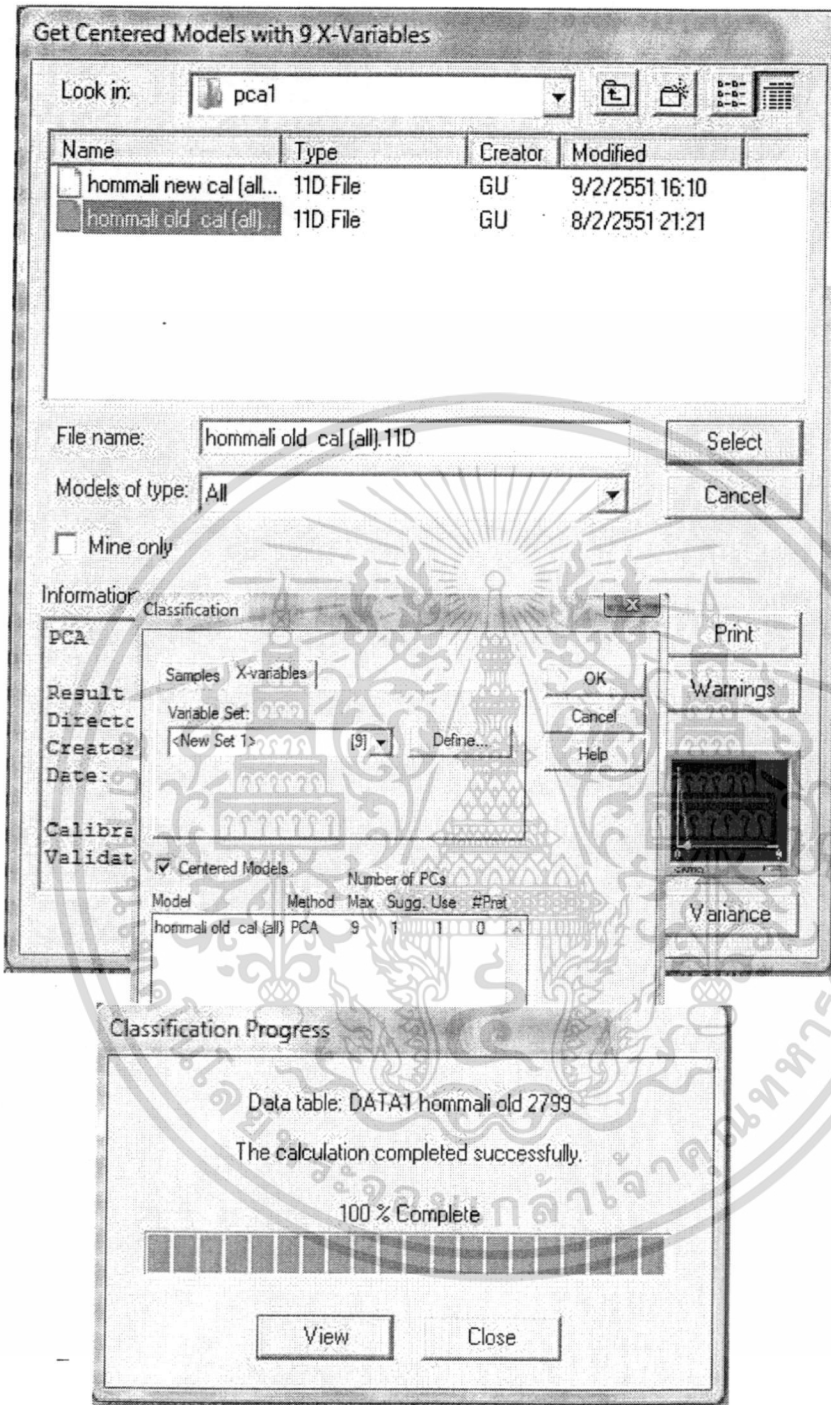 Get Centered Models with 9 X-Variables
Look in: pca1
Name Type Creator Modified
hommali new cal (all... 11D File GU 9/2/2551 16:10
hommali old cal (all)... 11D File GU 8/2/2551 21:21
File name: hommali old cal (all).11D Select
Models of type: All Cancel
Mine only
Information
PCA
Result
Directo
Creator
Date:
Calibra
Validat
Print
Warnings
0 9
Variance
Classification
Samples X-variables OK
Variable Set: Cancel
<New Set 1> [9] Define...
Help
Centered Models
Number of PCs
Model Method Max Sugg. Use #Pret
hommali old cal (all) PCA 9 1 1 0
Classification Progress
Data table: DATA1 hommali old 2799
The calculation completed successfully.
100 % Complete
View Close